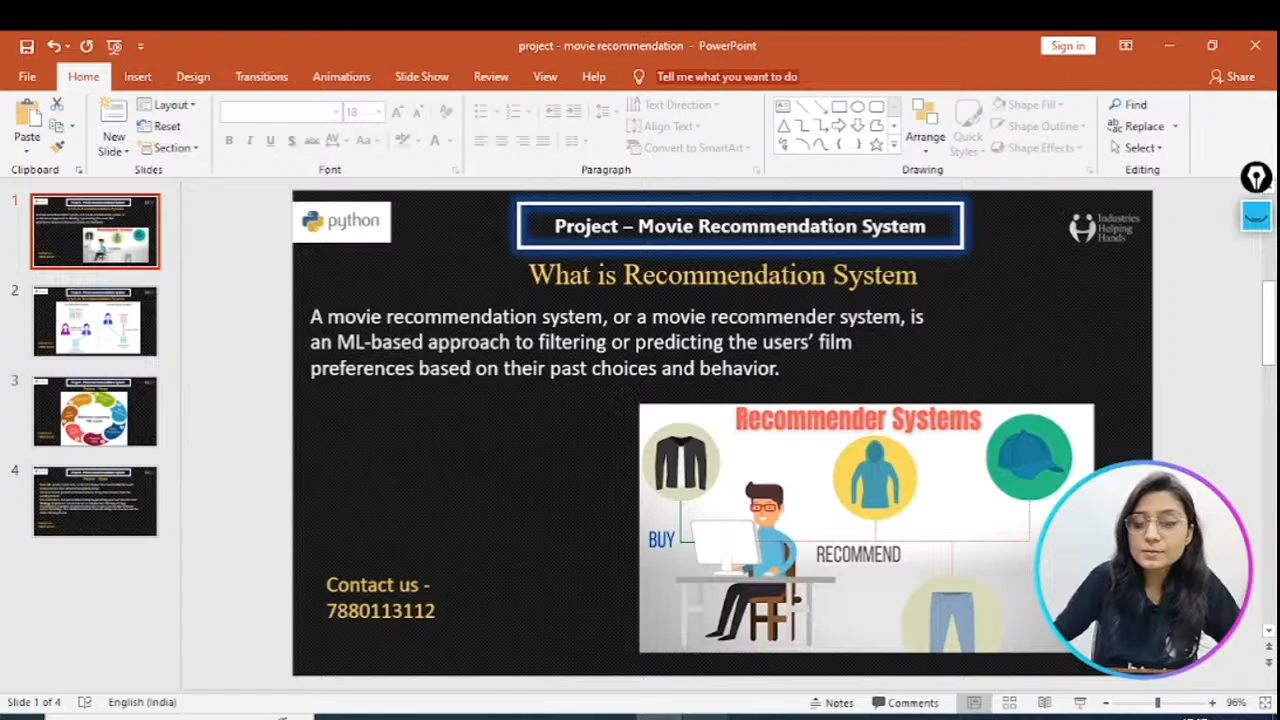 project - movie recommendation - PowerPoint
Sign in
File Home Insert Design Transitions Animations Slide Show Review View Help Tell me what you want to do Share
Paste
Clipboard
New Slide
Layout
Reset
Section
Slides
18
Font
Text Direction
Align Text
Convert to SmartArt
Paragraph
Arrange
Quick Styles
Shape Fill
Shape Outline
Shape Effects
Drawing
Find
Replace
Select
Editing
1
2
3
4
python
Project – Movie Recommendation System
Industries
Helping
Hands
What is Recommendation System
A movie recommendation system, or a movie recommender system, is
an ML-based approach to filtering or predicting the users’ film
preferences based on their past choices and behavior.
Recommender Systems
BUY
RECOMMEND
Contact us -
7880113112
Slide 1 of 4 English (India) Notes Comments 96%